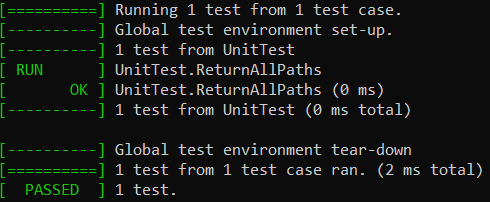 [==========] Running 1 test from 1 test case.
[----------] Global test environment set-up.
[----------] 1 test from UnitTest
[ RUN      ] UnitTest.ReturnAllPaths
[       OK ] UnitTest.ReturnAllPaths (0 ms)
[----------] 1 test from UnitTest (0 ms total)

[----------] Global test environment tear-down
[==========] 1 test from 1 test case ran. (2 ms total)
[  PASSED  ] 1 test.